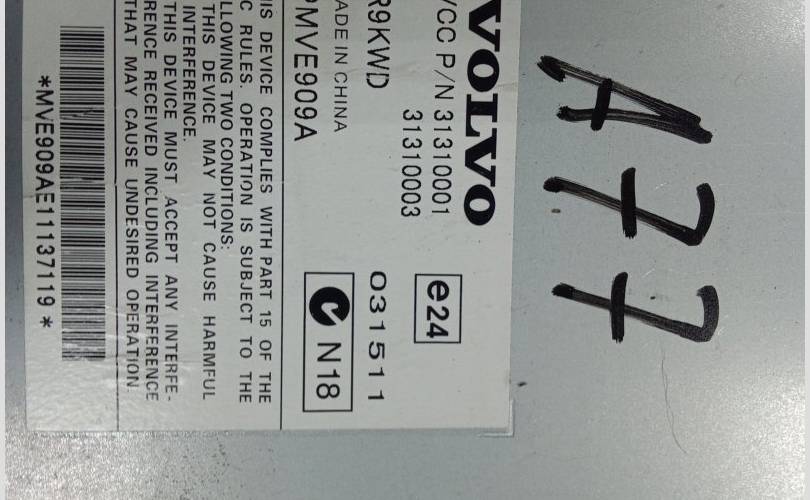 A77
VOLVO
VCC P/N 31310001
31310003
e24
R9KWD
031511
MADE IN CHINA
MVE909A
N18
IS DEVICE COMPLIES WITH PART 15 OF THE
C RULES. OPERATION IS SUBJECT TO THE
LLOWING TWO CONDITIONS:
THIS DEVICE MAY NOT CAUSE HARMFUL
INTERFERENCE.
THIS DEVICE MUST ACCEPT ANY INTERFE-
RENCE RECEIVED INCLUDING INTERFERENCE
THAT MAY CAUSE UNDESIRED OPERATION.
*MVE909AE11137119*